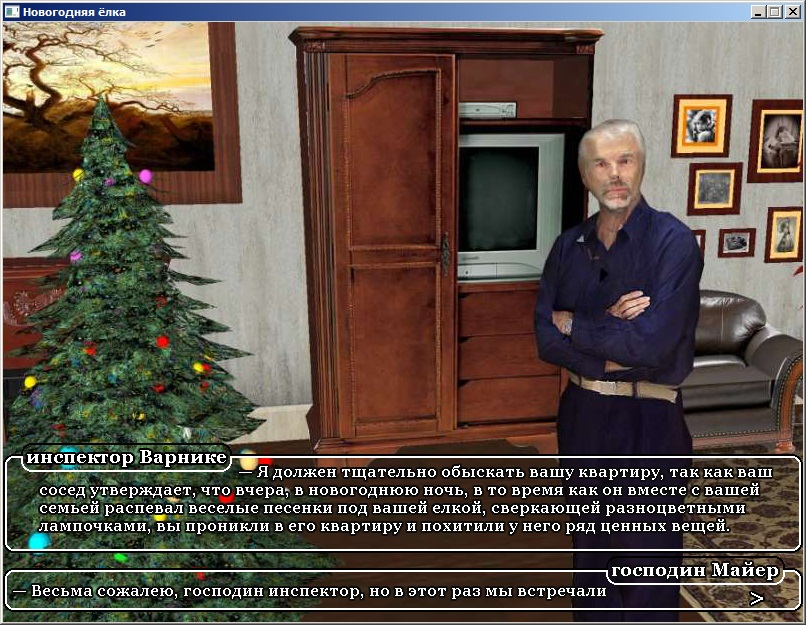 Новогодняя ёлка
инспектор Варнике
— Я должен тщательно обыскать вашу квартиру, так как ваш
сосед утверждает, что вчера, в новогоднюю ночь, в то время как он вместе с вашей
семьей распевал веселые песенки под вашей елкой, сверкающей разноцветными
лампочками, вы проникли в его квартиру и похитили у него ряд ценных вещей.
господин Майер
— Весьма сожалею, господин инспектор, но в этот раз мы встречали
>